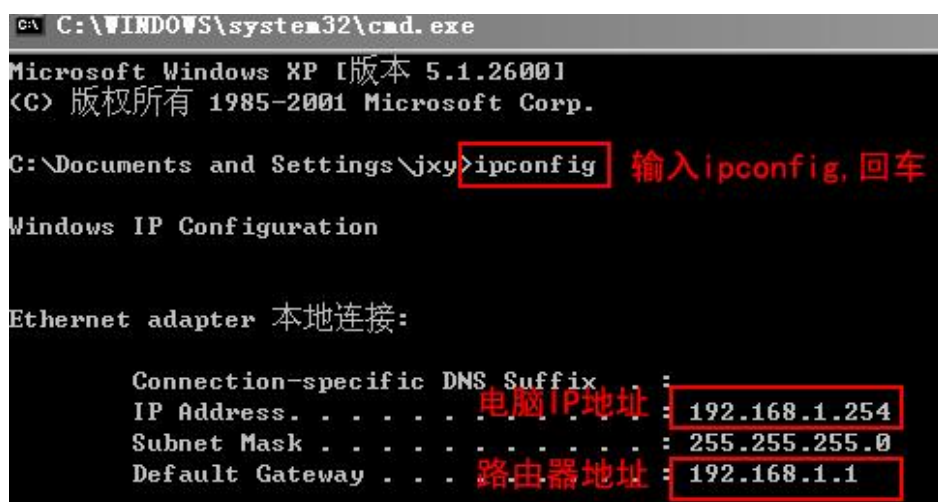 C:\WINDOWS\system32\cmd.exe
Microsoft Windows XP [版本 5.1.2600]
(C) 版权所有 1985-2001 Microsoft Corp.
C:\Documents and Settings\jxy>ipconfig 输入ipconfig,回车
Windows IP Configuration
Ethernet adapter 本地连接:
Connection-specific DNS Suffix . :
IP Address. . . . . . 电脑IP地址 : 192.168.1.254
Subnet Mask . . . . . . . . . . . : 255.255.255.0
Default Gateway . . . 路由器地址 : 192.168.1.1